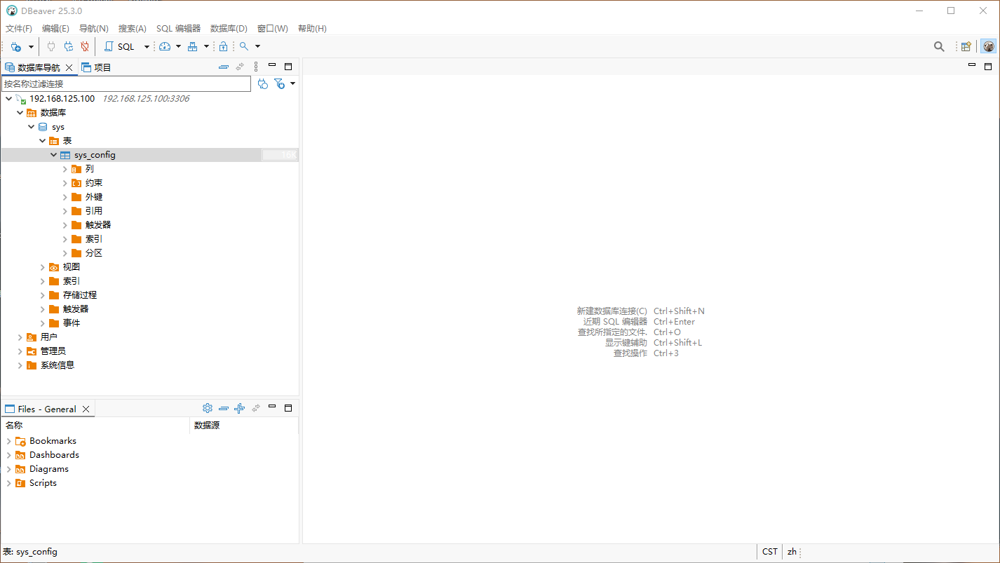 DBeaver 25.3.0
文件(F) 编辑(E) 导航(N) 搜索(A) SQL 编辑器 数据库(D) 窗口(W) 帮助(H)
SQL
数据库导航 项目
按名称过滤连接
192.168.125.100 192.168.125.100:3306
数据库
sys
表
sys_config 16K
列
约束
外键
引用
触发器
索引
分区
视图
索引
存储过程
触发器
事件
用户
管理员
系统信息
新建数据库连接(C) Ctrl+Shift+N
近期 SQL 编辑器 Ctrl+Enter
查找所指定的文件. Ctrl+O
显示键辅助 Ctrl+Shift+L
查找操作 Ctrl+3
Files - General
名称 数据源
Bookmarks
Dashboards
Diagrams
Scripts
表: sys_config CST zh